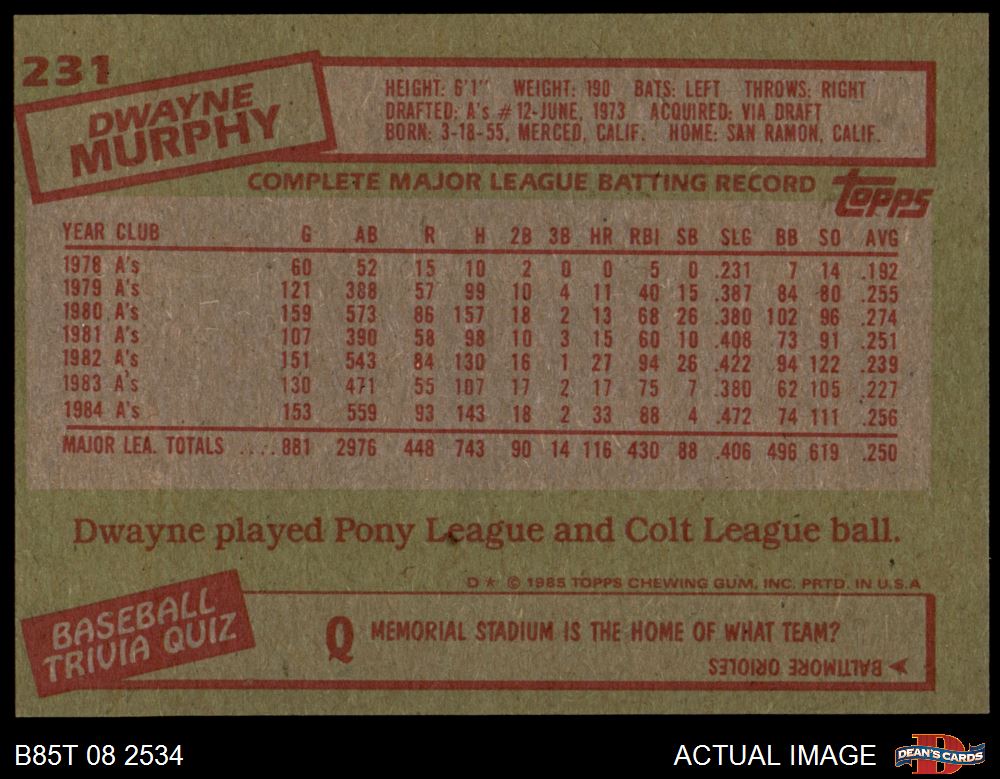 231
DWAYNE
MURPHY
HEIGHT: 6'1" WEIGHT: 190 BATS: LEFT THROWS: RIGHT
DRAFTED: A's #12-JUNE, 1973 ACQUIRED: VIA DRAFT
BORN: 3-18-55, MERCED, CALIF. HOME: SAN RAMON, CALIF.
COMPLETE MAJOR LEAGUE BATTING RECORD topps
YEAR CLUB G AB R H 2B 3B HR RBI SB SLG BB SO AVG
1978 A's 60 52 15 10 2 0 0 5 0 .231 7 14 .192
1979 A's 121 388 57 99 10 4 11 40 15 .387 84 80 .255
1980 A's 159 573 86 157 18 2 13 68 26 .380 102 96 .274
1981 A's 107 390 58 98 10 3 15 60 10 .408 73 91 .251
1982 A's 151 543 84 130 16 1 27 94 26 .422 94 122 .239
1983 A's 130 471 55 107 17 2 17 75 7 .380 62 105 .227
1984 A's 153 559 93 143 18 2 33 88 4 .472 74 111 .256
MAJOR LEA. TOTALS ....881 2976 448 743 90 14 116 430 88 .406 496 619 .250
Dwayne played Pony League and Colt League ball.
D* © 1985 TOPPS CHEWING GUM, INC. PRTD. IN U.S.A
BASEBALL
TRIVIA QUIZ
Q MEMORIAL STADIUM IS THE HOME OF WHAT TEAM?
BALTIMORE ORIOLES
B85T 08 2534 ACTUAL IMAGE DEAN'S CARDS